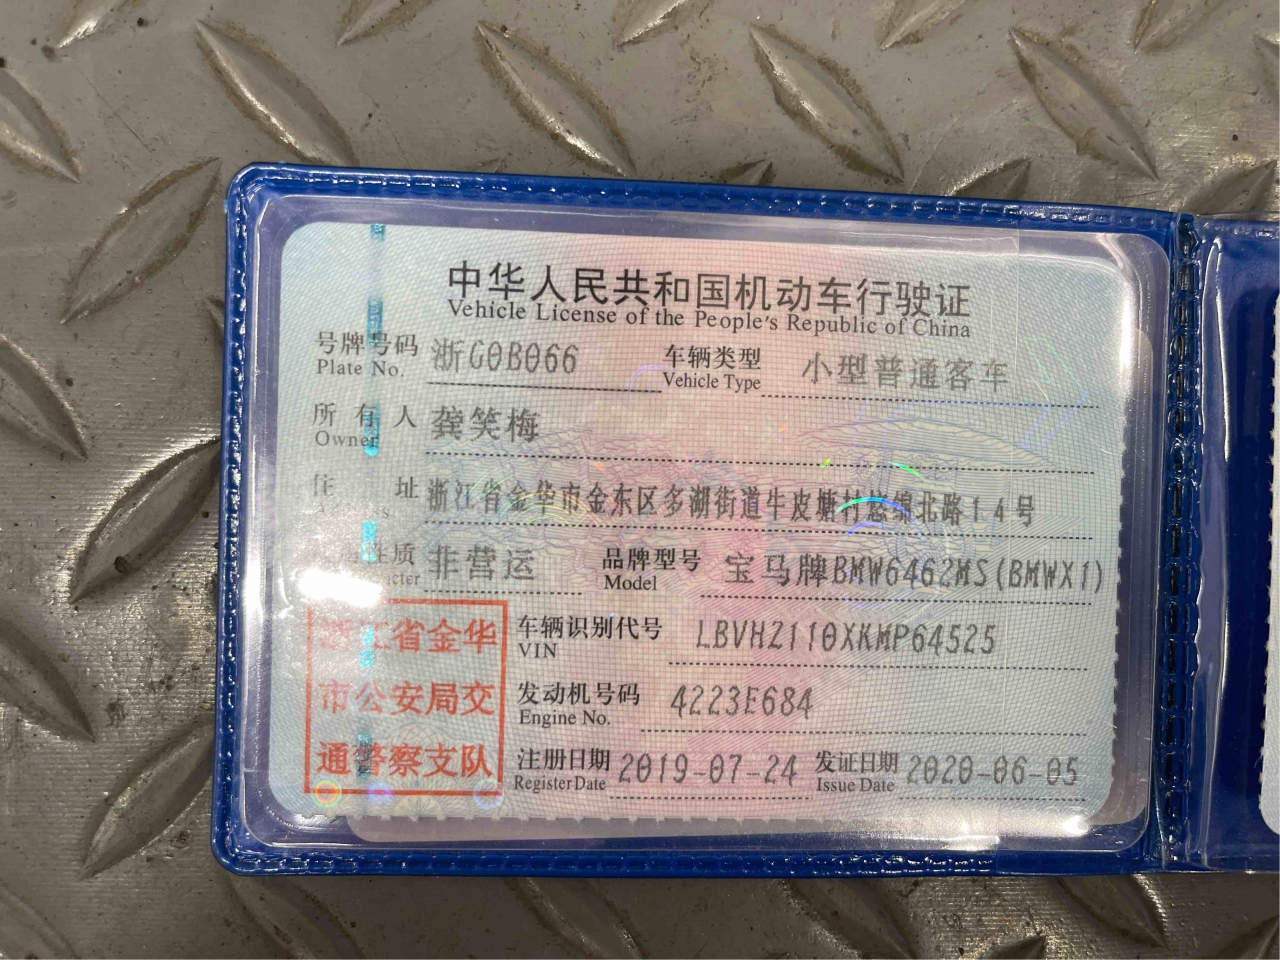 中华人民共和国机动车行驶证
Vehicle License of the People's Republic of China
号牌号码 浙G0B066 车辆类型 小型普通客车
Plate No. Vehicle Type
所有人 龚笑梅
Owner
住址 浙江省金华市金东区多湖街道牛皮塘村 北路14号
性质 非营运 品牌型号 宝马牌BMW6462MS(BMWX1)
Model
浙江省金华 车辆识别代号 LBVHZ110XKMP64525
VIN
市公安局交 发动机号码 4223E684
Engine No.
通警察支队 注册日期 2019-07-24 发证日期 2020-06-05
Register Date Issue Date